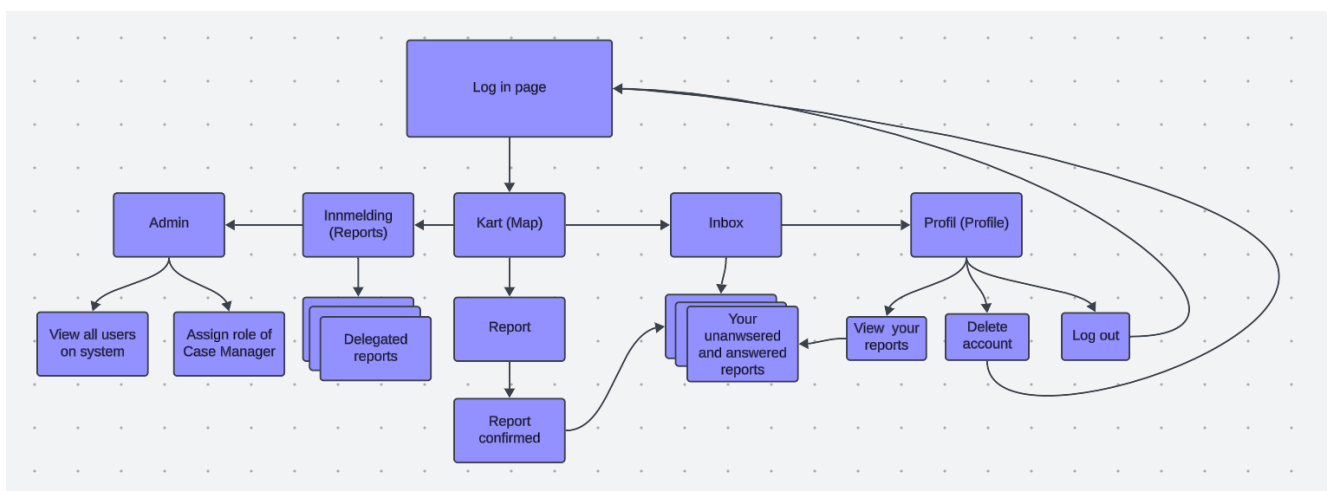 Log in page
Admin
Innmelding
(Reports)
Kart (Map)
Inbox
Profil (Profile)
View all users
on system
Assign role of
Case Manager
Delegated
reports
Report
Your
unanwsered
and answered
reports
View your
reports
Delete
account
Log out
Report
confirmed